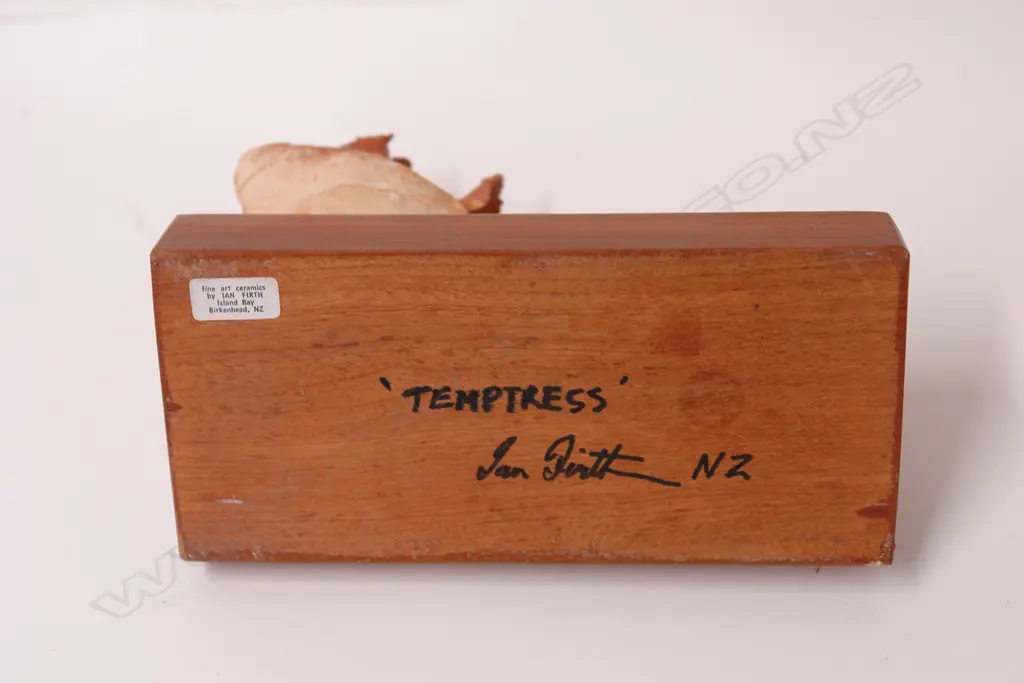 fine art ceramics
by IAN FIRTH
Island Bay
Birkenhead, NZ
'TEMPTRESS'
Ian Firth NZ